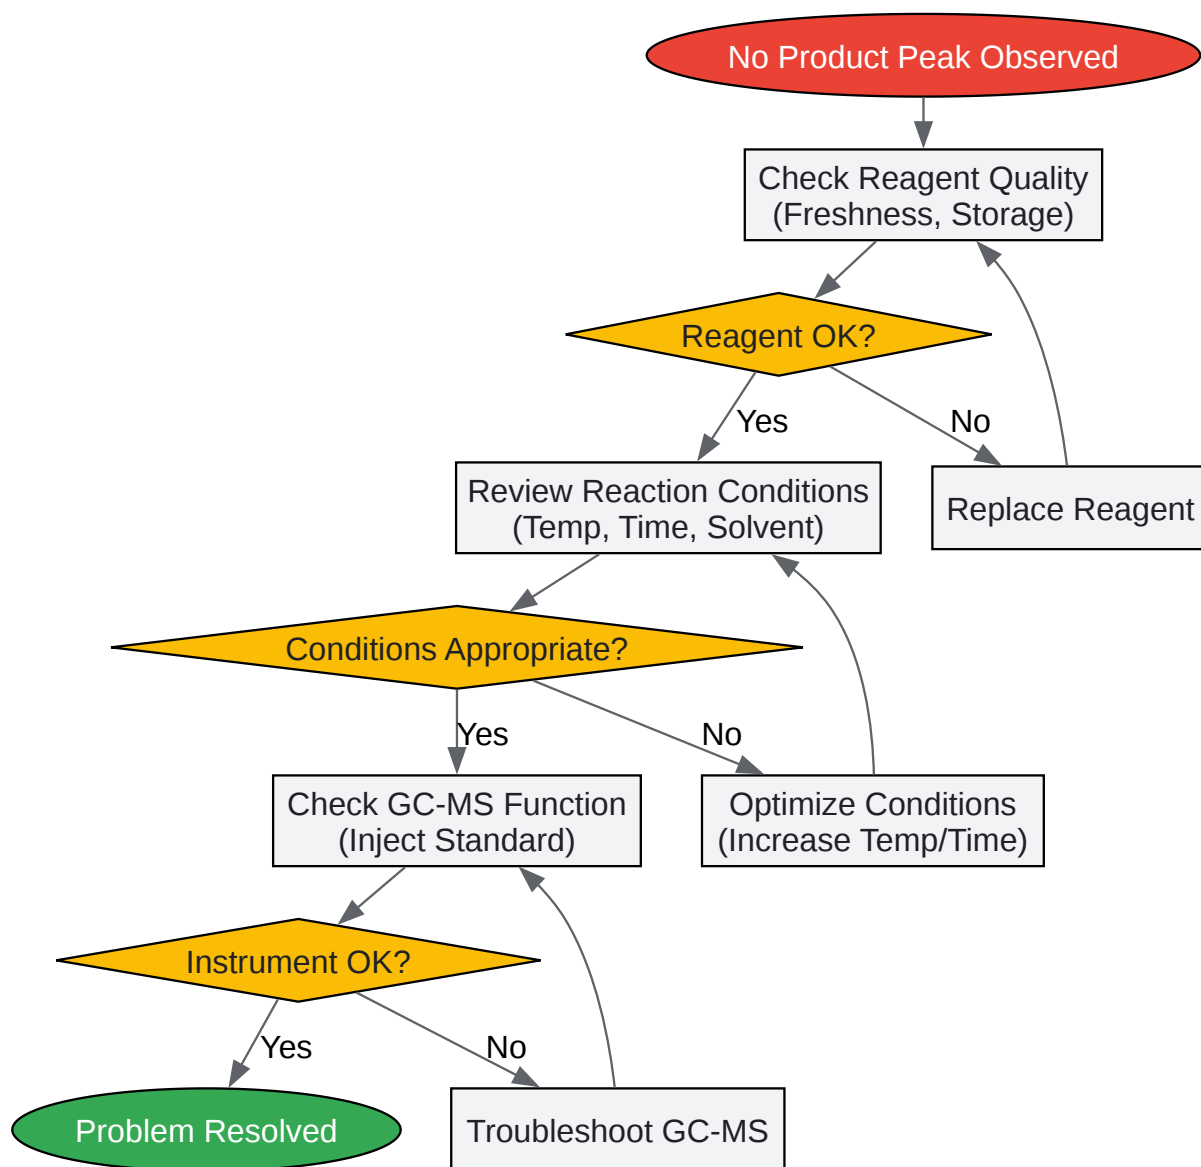 No Product Peak Observed
Check Reagent Quality
(Freshness, Storage)
Reagent OK?
Yes
No
Review Reaction Conditions
(Temp, Time, Solvent)
Replace Reagent
Conditions Appropriate?
Yes
No
Check GC-MS Function
(Inject Standard)
Optimize Conditions
(Increase Temp/Time)
Instrument OK?
Yes
No
Problem Resolved
Troubleshoot GC-MS